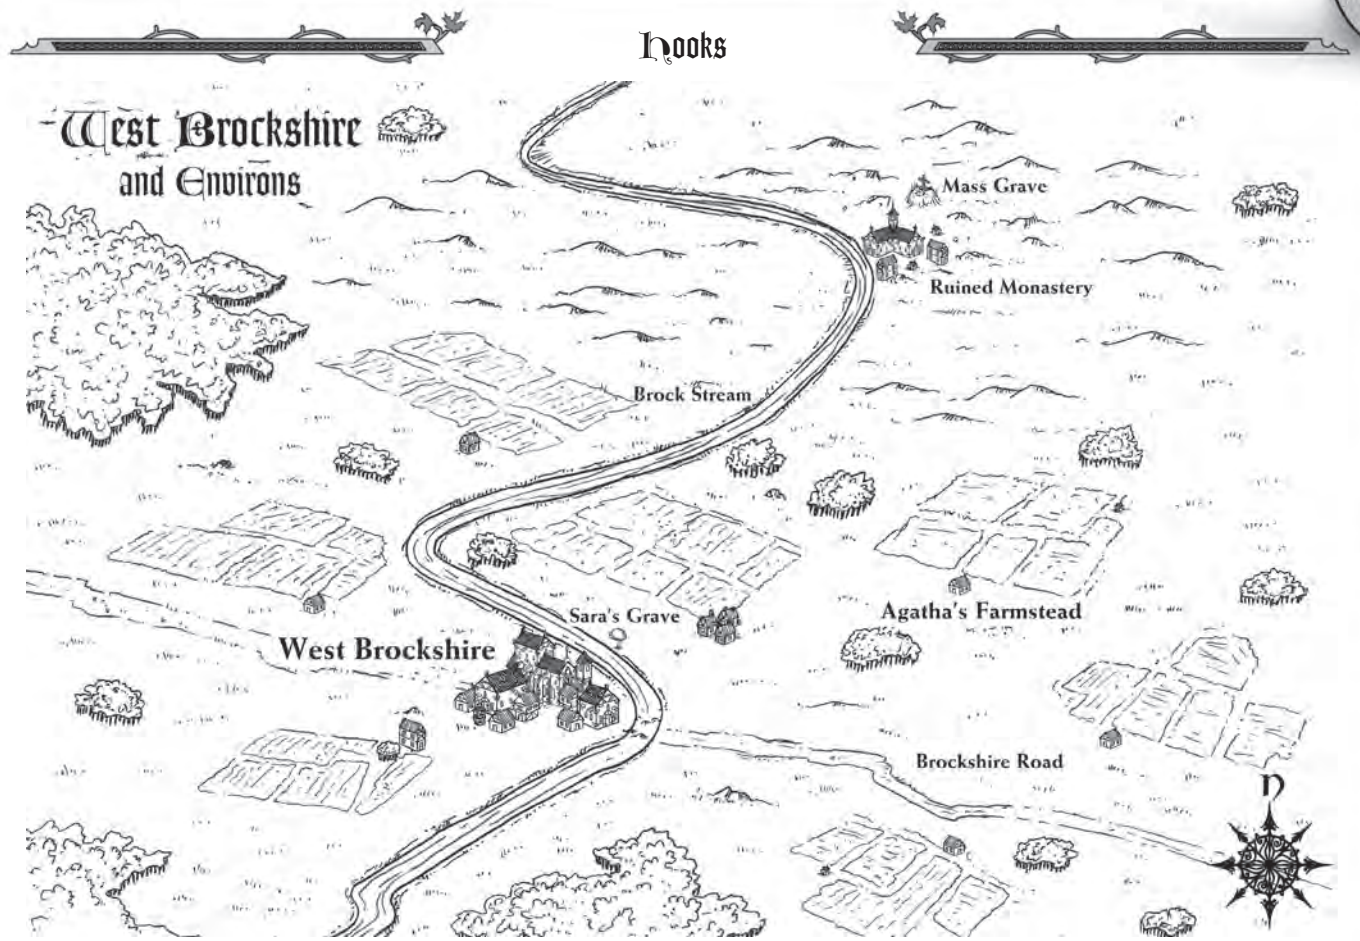 Hooks
West Brockshire
and Environs
Mass Grave
Ruined Monastery
Brock Stream
Sara's Grave
Agatha's Farmstead
West Brockshire
Brockshire Road
N